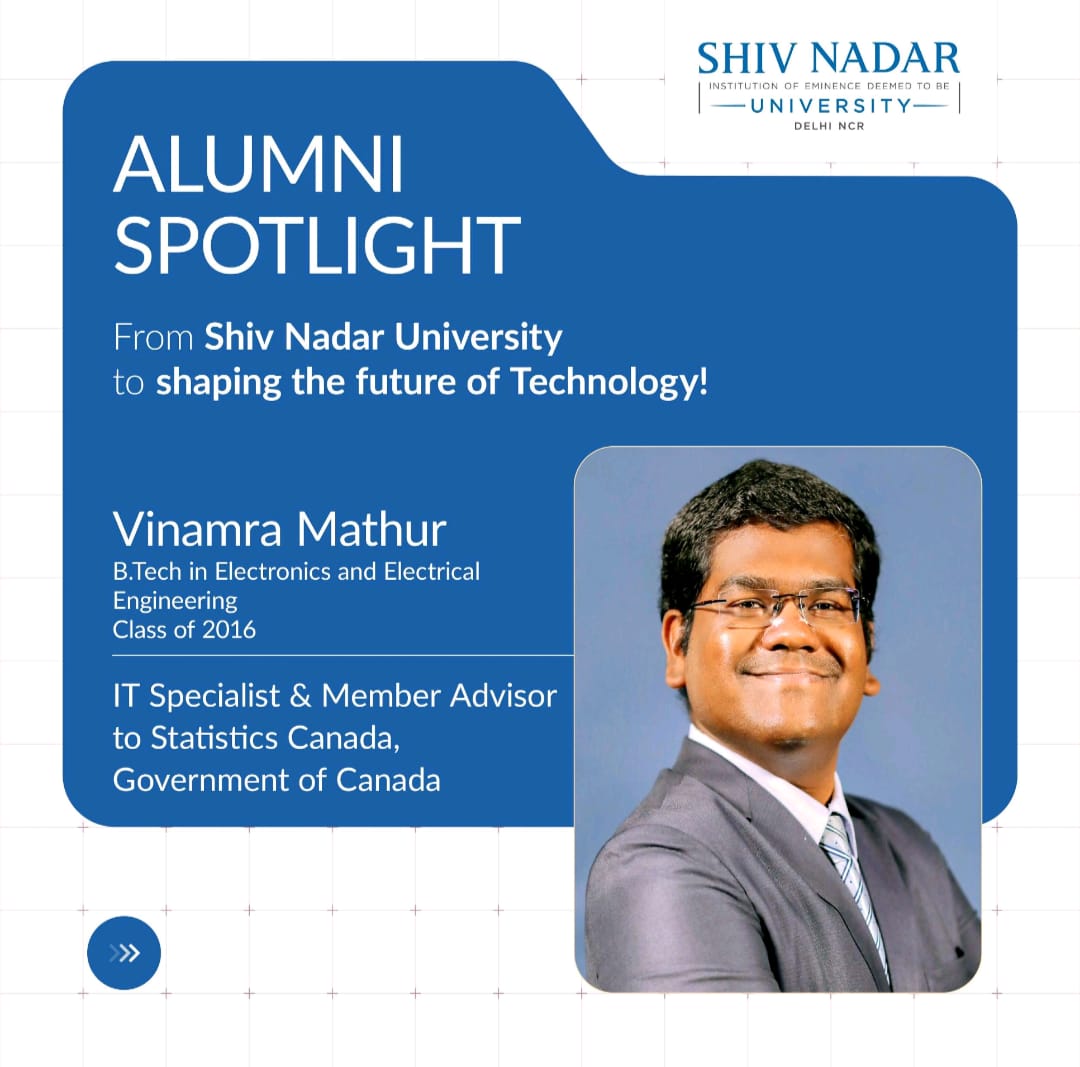 SHIV NADAR
INSTITUTION OF EMINENCE DEEMED TO BE
UNIVERSITY
DELHI NCR
ALUMNI
SPOTLIGHT
From Shiv Nadar University
to shaping the future of Technology!
Vinamra Mathur
B.Tech in Electronics and Electrical
Engineering
Class of 2016
IT Specialist & Member Advisor
to Statistics Canada,
Government of Canada